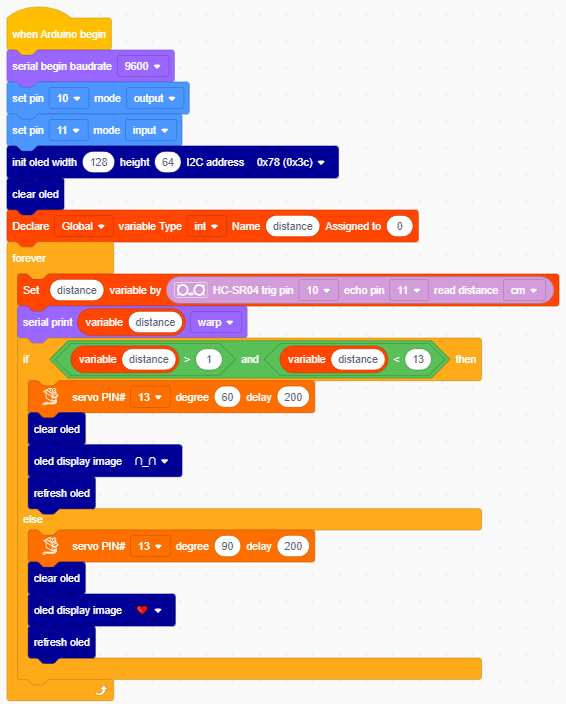 when Arduino begin
serial begin baudrate 9600
set pin 10 mode output
set pin 11 mode input
init oled width 128 height 64 I2C address 0x78 (0x3c)
clear oled
Declare Global variable Type int Name distance Assigned to 0
forever
Set distance variable by HC-SR04 trig pin 10 echo pin 11 read distance cm
serial print variable distance warp
if variable distance > 1 and variable distance < 13 then
servo PIN# 13 degree 60 delay 200
clear oled
oled display image ∩_∩
refresh oled
else
servo PIN# 13 degree 90 delay 200
clear oled
oled display image ♥
refresh oled